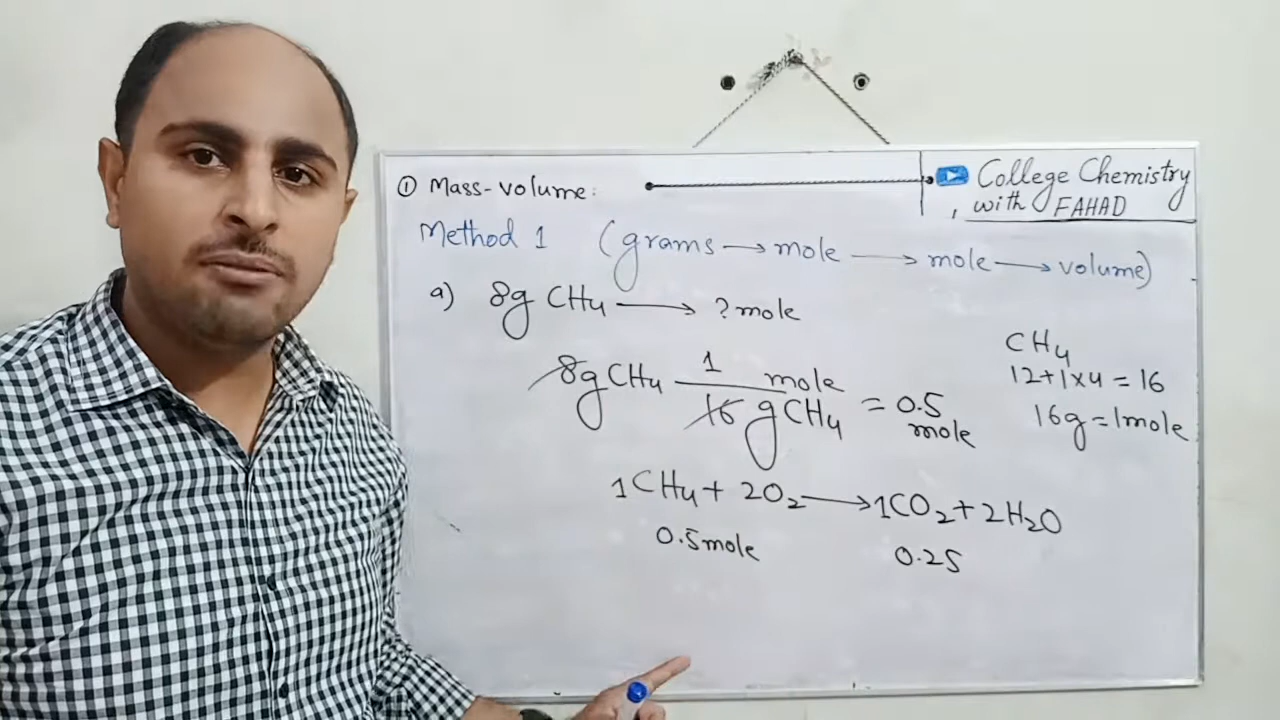 ① Mass-volume:
College Chemistry
with FAHAD
Method 1 (grams → mole → mole → volume)
a) 8g CH4 → ? mole
8g CH4 1 mole / 16 g CH4 = 0.5 mole
CH4
12+1×4 = 16
16g = 1mole
1CH4 + 2O2 → 1CO2 + 2H2O
0.5mole 0.25